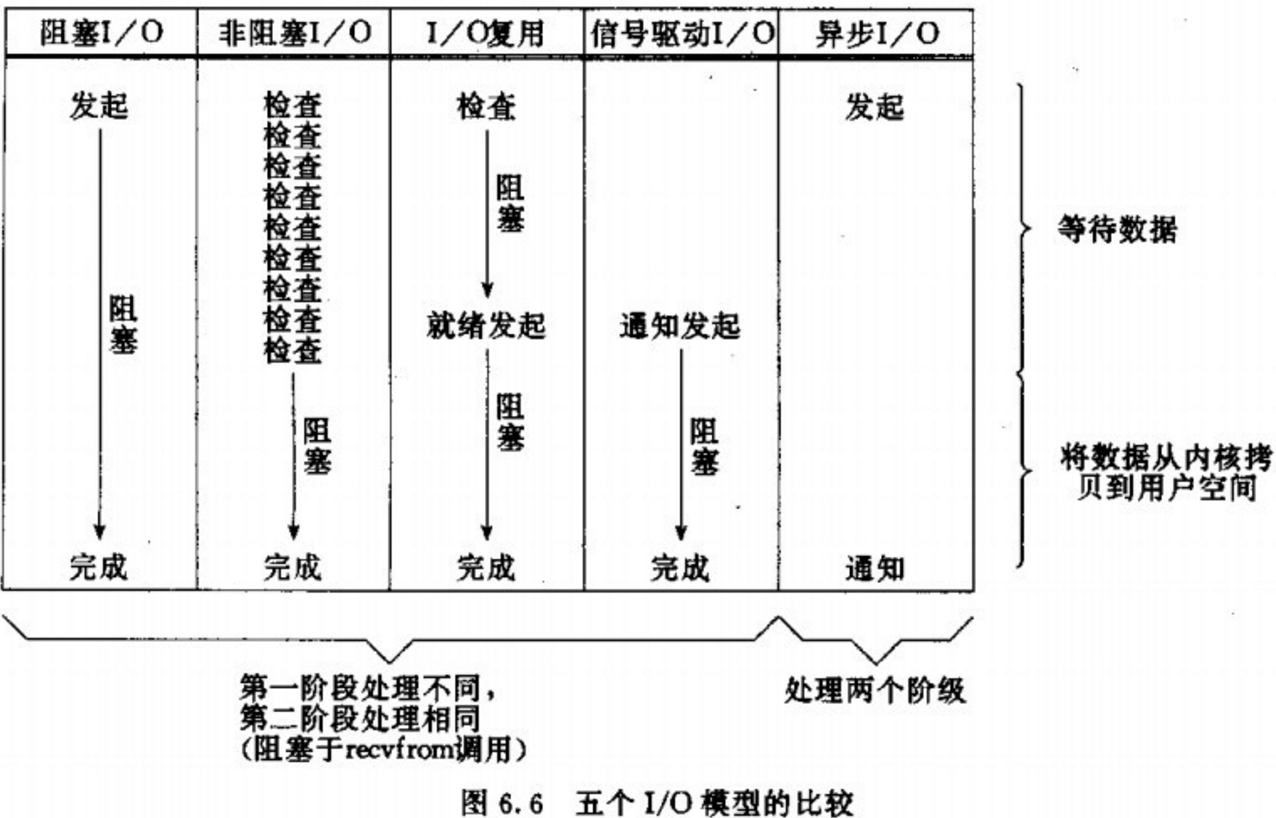 阻塞I/O 非阻塞I/O I/O复用 信号驱动I/O 异步I/O
发起 检查 检查 发起
检查
检查
检查
检查
检查
检查
检查
检查
阻塞
阻塞
就绪发起 通知发起
阻塞
阻塞
阻塞
完成 完成 完成 完成 通知
等待数据
将数据从内核拷
贝到用户空间
第一阶段处理不同，
第二阶段处理相同
(阻塞于recvfrom调用)
处理两个阶级
图 6.6 五个 I/O 模型的比较